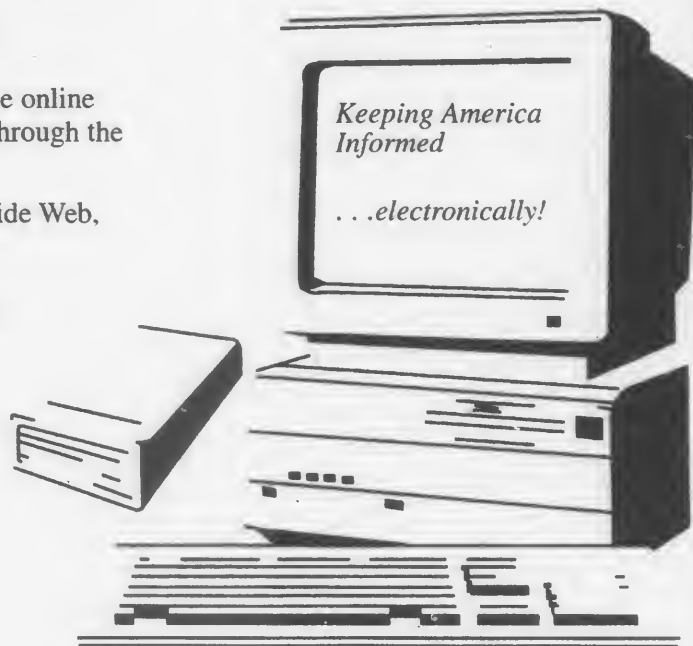 e online
hrough the
ide Web,
Keeping America
Informed
. . .electronically!